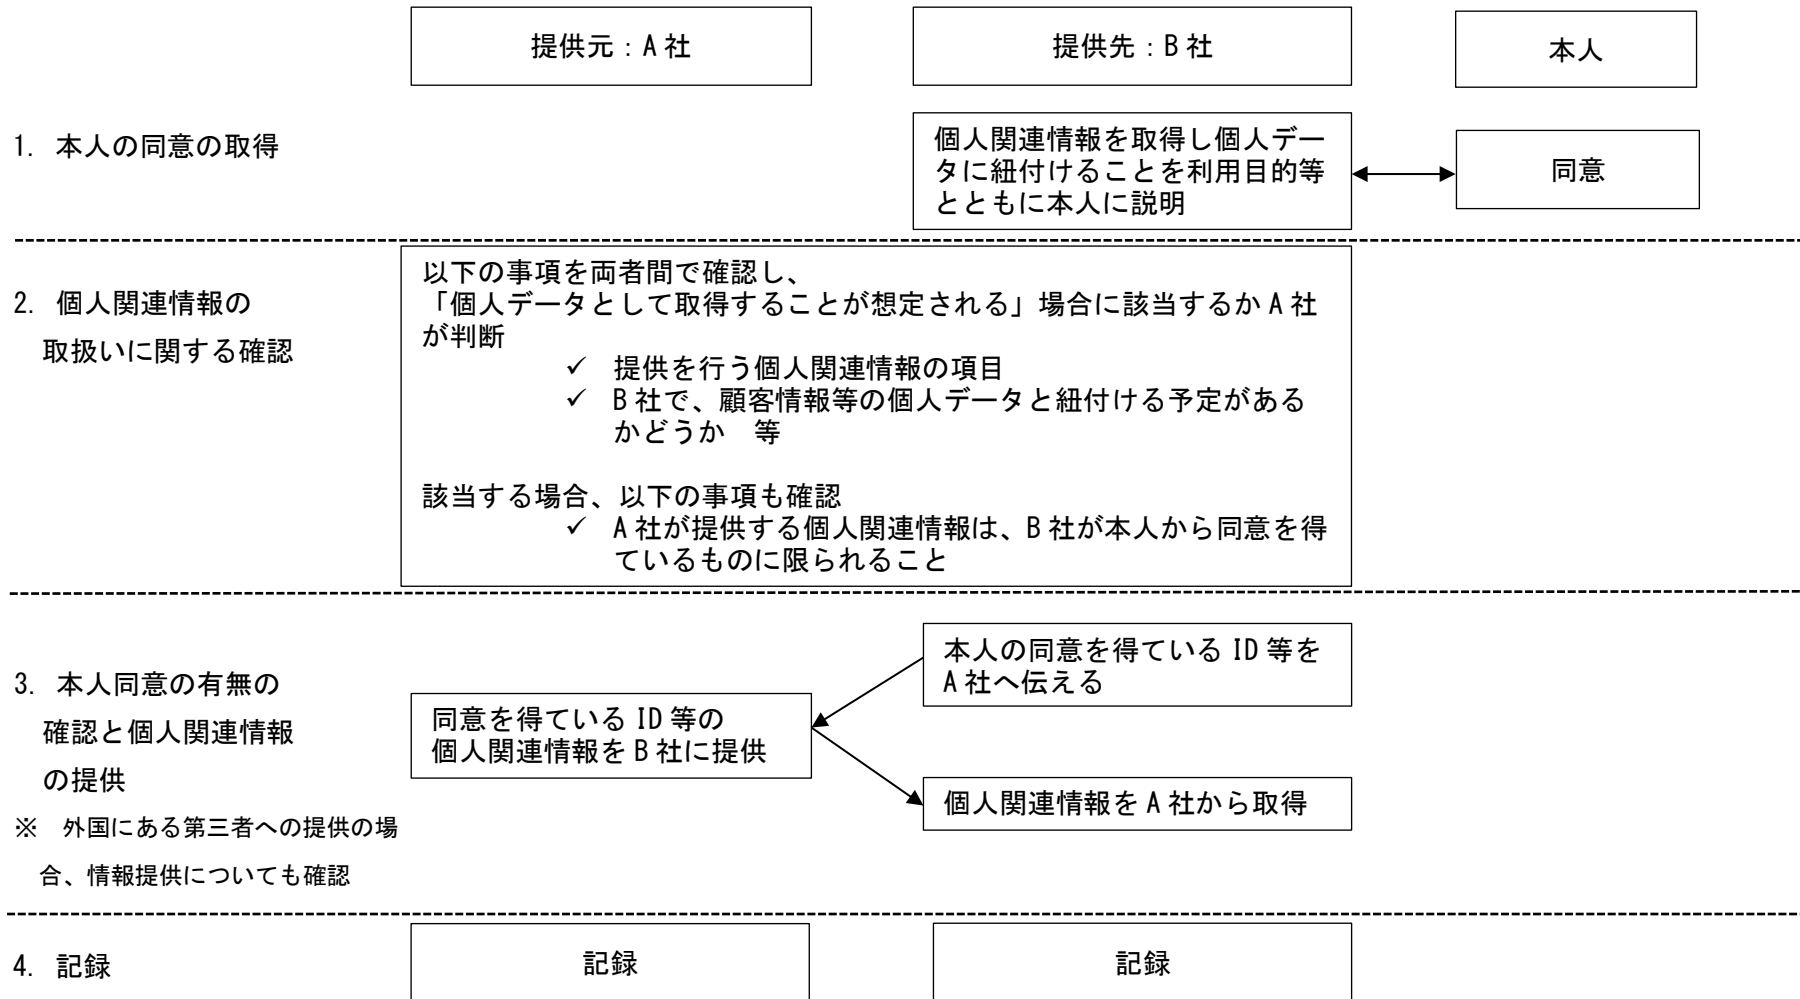 提供元：A社
提供先：B社
本人
1. 本人の同意の取得
個人関連情報を取得し個人デー
タに紐付けることを利用目的等
とともに本人に説明
同意
2. 個人関連情報の
取扱いに関する確認
以下の事項を両者間で確認し、
「個人データとして取得することが想定される」場合に該当するかA社
が判断
✓ 提供を行う個人関連情報の項目
✓ B社で、顧客情報等の個人データと紐付ける予定がある
かどうか　等
該当する場合、以下の事項も確認
✓ A社が提供する個人関連情報は、B社が本人から同意を得
ているものに限られること
3. 本人同意の有無の
確認と個人関連情報
の提供
※　外国にある第三者への提供の場
合、情報提供についても確認
本人の同意を得ているID等を
A社へ伝える
同意を得ているID等の
個人関連情報をB社に提供
個人関連情報をA社から取得
4. 記録
記録
記録